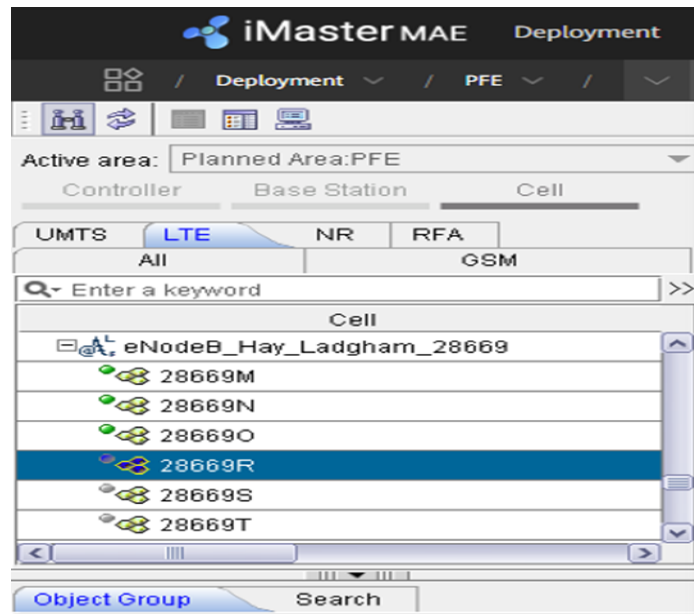 iMaster MAE Deployment
/ Deployment / PFE /
Active area: Planned Area:PFE
Controller Base Station Cell
UMTS LTE NR RFA
All GSM
Enter a keyword >>
Cell
eNodeB_Hay_Ladgham_28669
28669M
28669N
28669O
28669R
28669S
28669T
Object Group Search